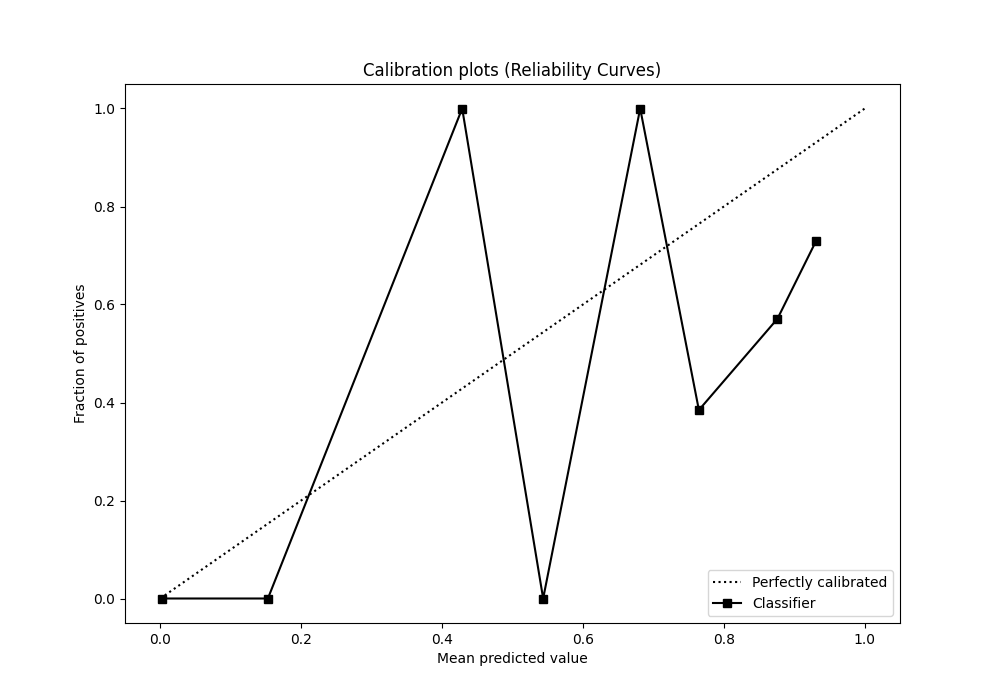 Calibration plots (Reliability Curves)
1.0
0.8
0.6
0.4
0.2
0.0
Fraction of positives
0.0 0.2 0.4 0.6 0.8 1.0
Mean predicted value
Perfectly calibrated
Classifier